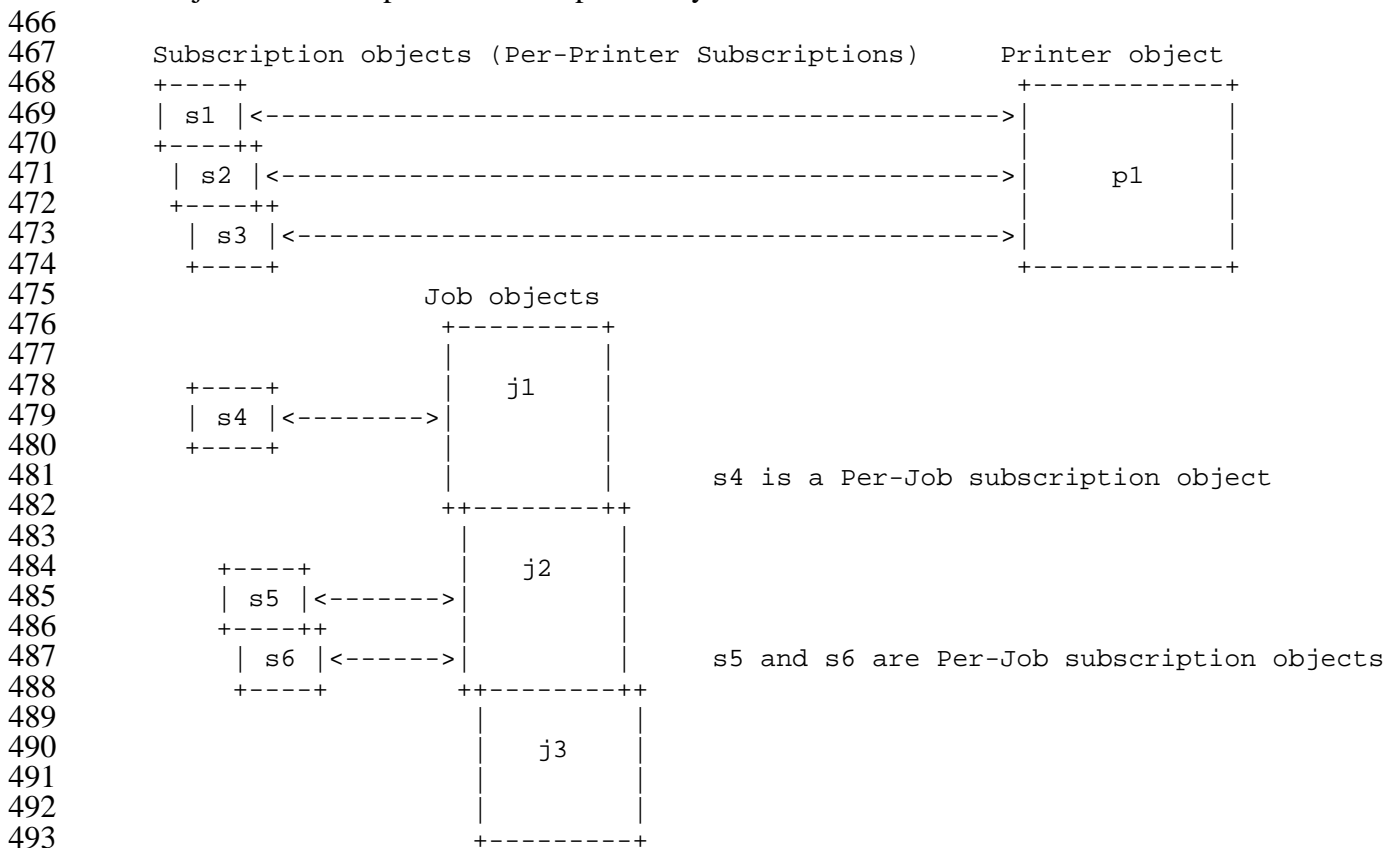 466
467 Subscription objects (Per-Printer Subscriptions) Printer object
468 +----+ +------------+
469 | s1 |<---------------------------------------------->| |
470 +----++ | |
471 | s2 |<--------------------------------------------->| p1 |
472 +----++ | |
473 | s3 |<-------------------------------------------->| |
474 +----+ +------------+
475 Job objects
476 +---------+
477 | |
478 +----+ | j1 |
479 | s4 |<-------->| |
480 +----+ | |
481 | | s4 is a Per-Job subscription object
482 ++--------++
483 | |
484 +----+ | j2 |
485 | s5 |<------->| |
486 +----++ | |
487 | s6 |<------>| | s5 and s6 are Per-Job subscription objects
488 +----+ ++--------++
489 | |
490 | j3 |
491 | |
492 | |
493 +---------+